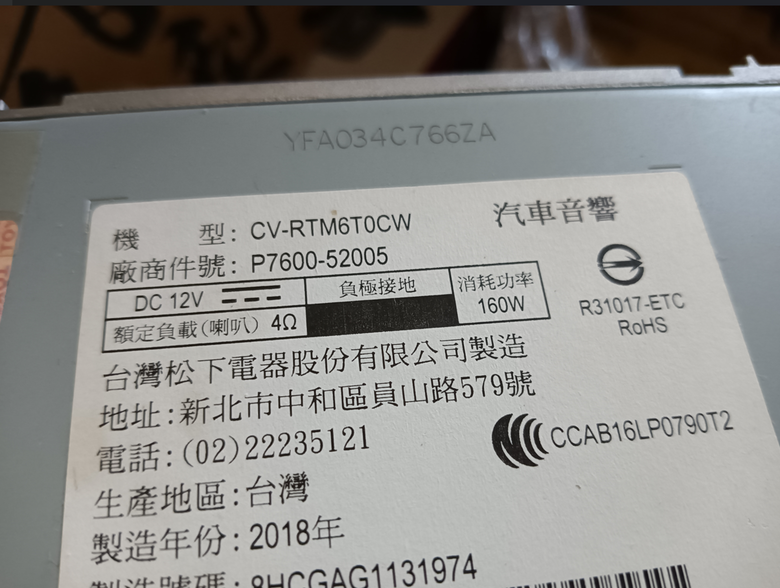 YFA034C766ZA
機 型: CV-RTM6T0CW 汽車音響
廠商件號: P7600-52005
DC 12V 負極接地 消耗功率
160W
額定負載(喇叭) 4Ω
R31017-ETC
RoHS
台灣松下電器股份有限公司製造
地址:新北市中和區員山路579號
電話:(02)22235121
CCAB16LP0790T2
生產地區:台灣
製造年份:2018年
製造號碼:8HCGAG1131974